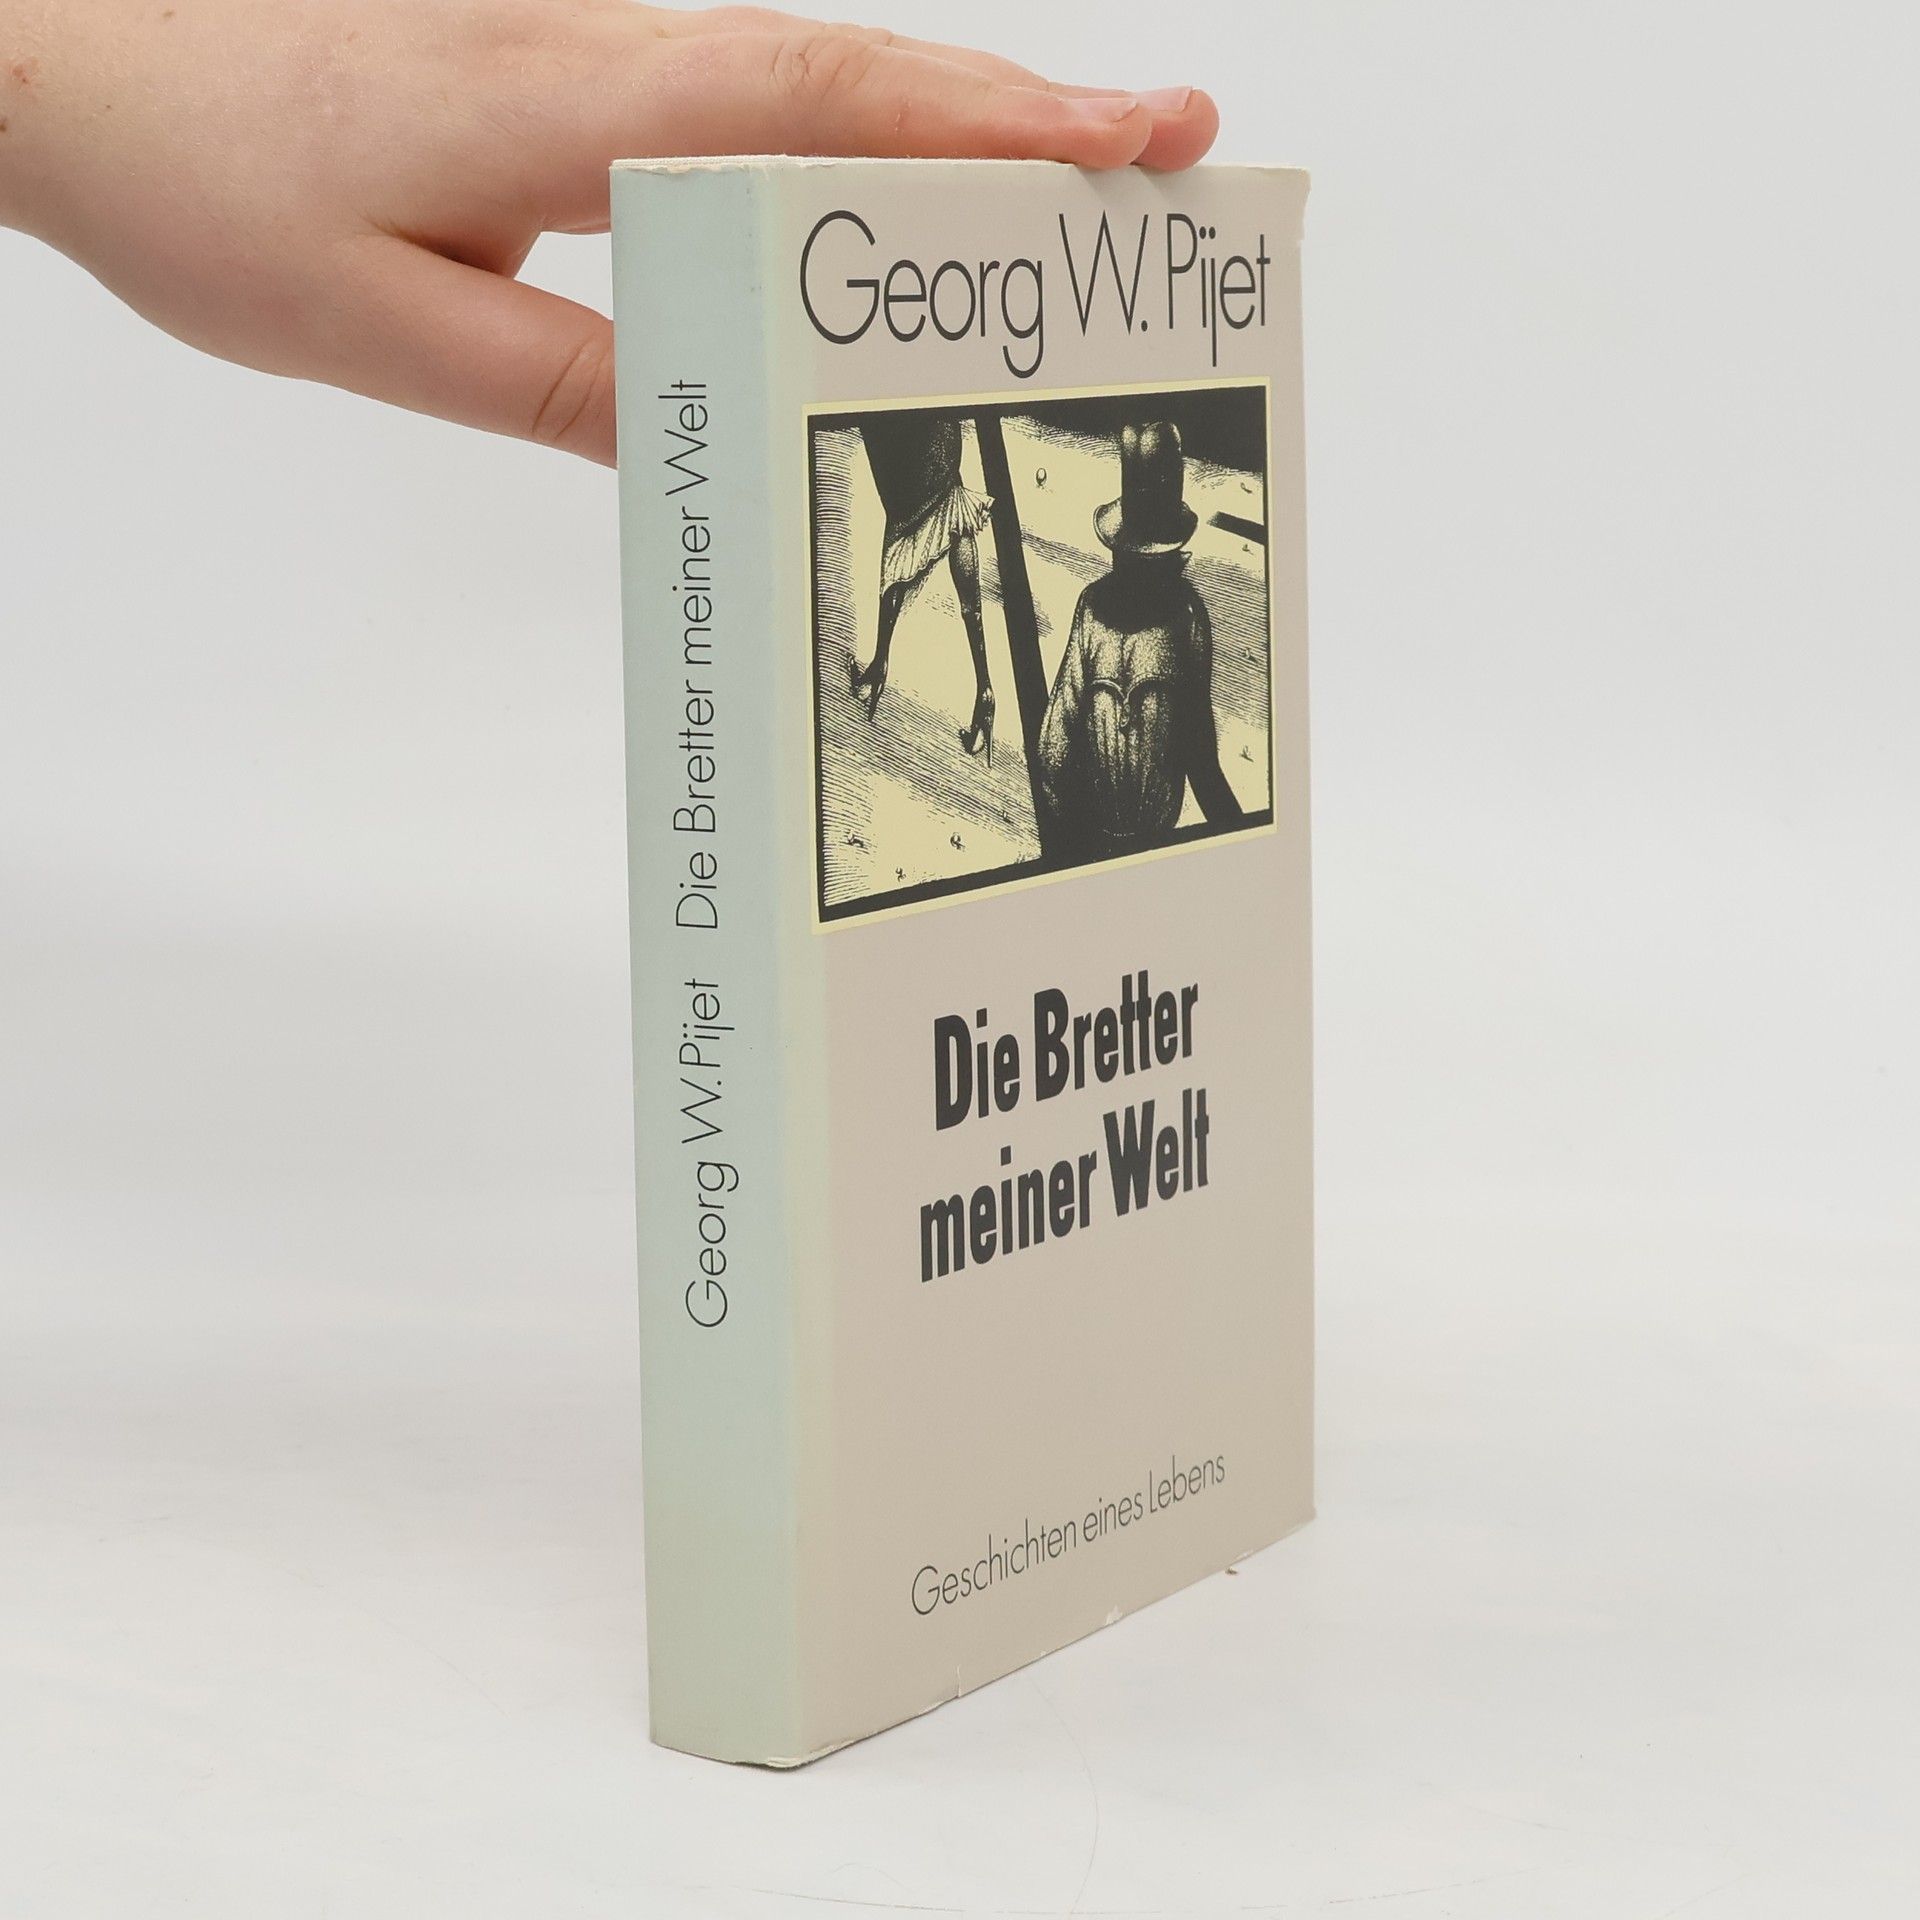 Georg W. Pijet Die Bretter meiner Welt
Georg W. Pijet
Die Bretter
meiner Welt
Geschichten eines Lebens